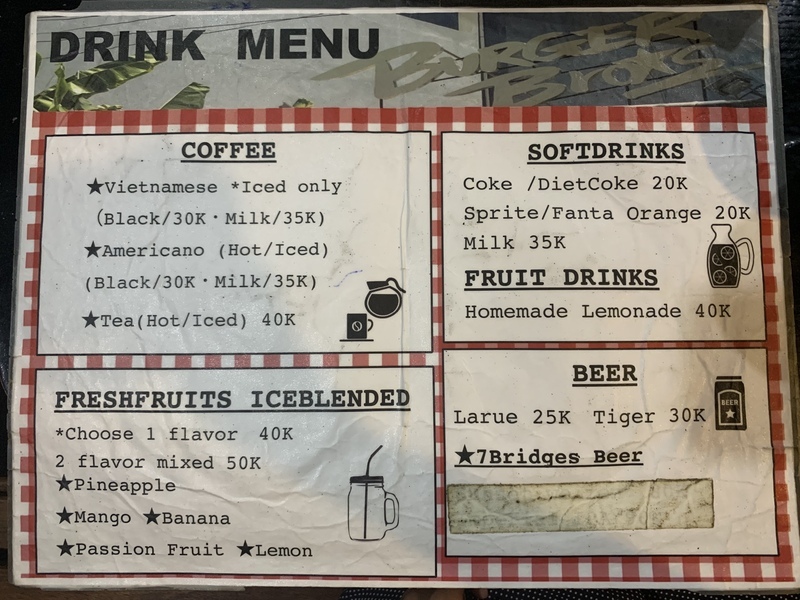 DRINK MENU
BURGER
BROS
COFFEE
★Vietnamese *Iced only
(Black/30K・Milk/35K)
★Americano (Hot/Iced)
(Black/30K・Milk/35K)
★Tea(Hot/Iced) 40K
FRESHFRUITS ICEBLENDED
*Choose 1 flavor 40K
2 flavor mixed 50K
★Pineapple
★Mango ★Banana
★Passion Fruit ★Lemon
SOFTDRINKS
Coke /DietCoke 20K
Sprite/Fanta Orange 20K
Milk 35K
FRUIT DRINKS
Homemade Lemonade 40K
BEER
BEER
Larue 25K Tiger 30K
★7Bridges Beer